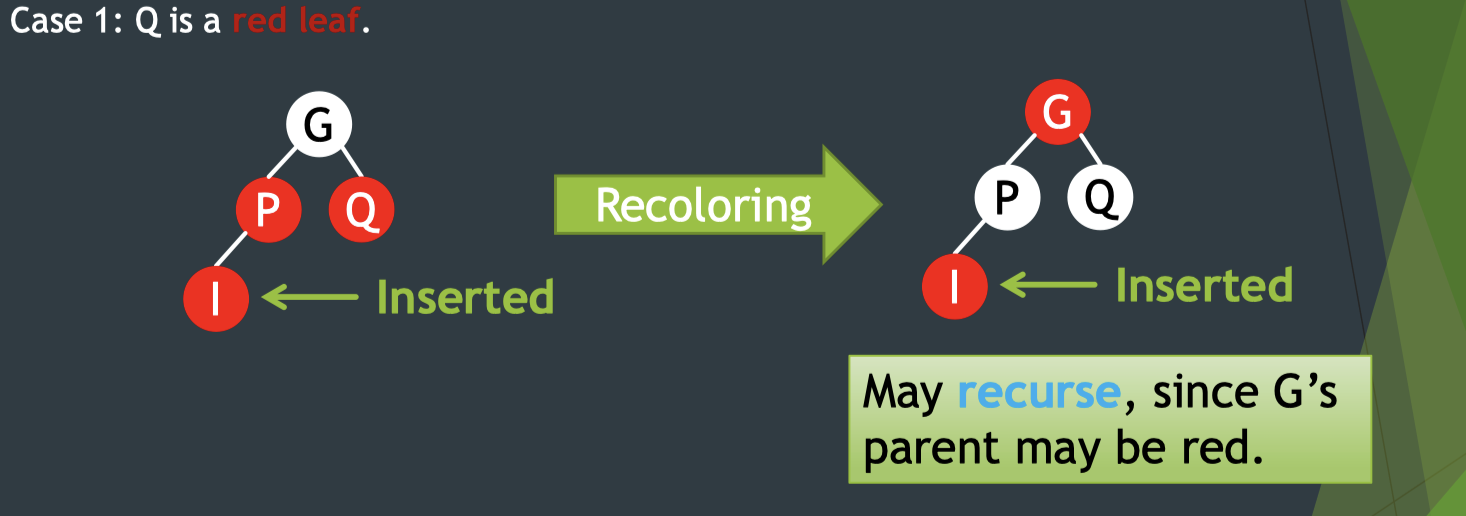 Case 1: Q is a red leaf.
G
P
Q
I
Inserted
Recoloring
G
P
Q
I
Inserted
May recurse, since G’s
parent may be red.